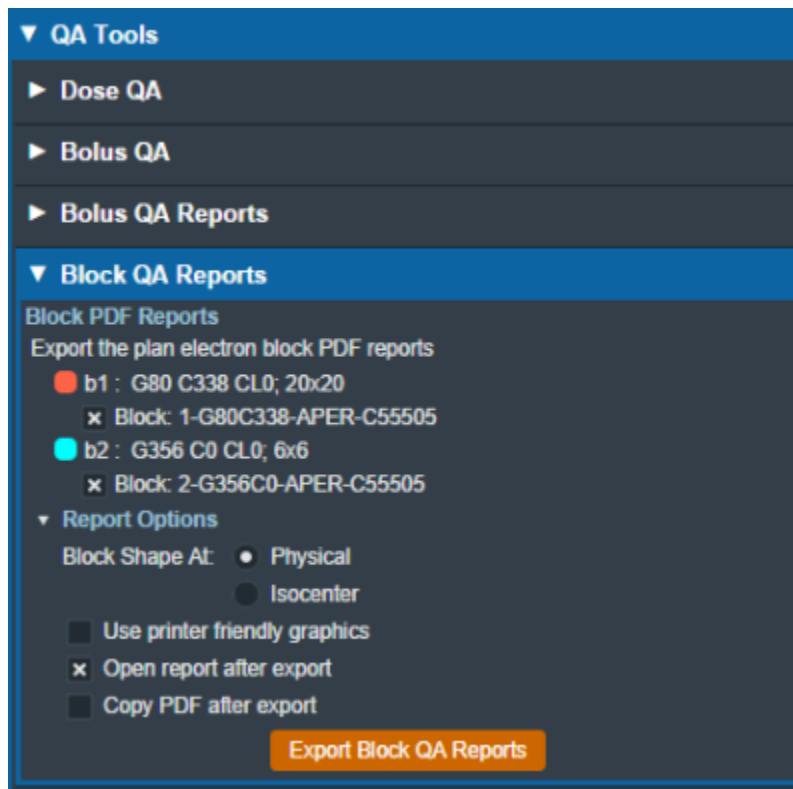 QA Tools
Dose QA
Bolus QA
Bolus QA Reports
Block QA Reports
Block PDF Reports
Export the plan electron block PDF reports
b1 : G80 C338 CL0; 20x20
Block: 1-G80C338-APER-C55505
b2 : G356 C0 CL0; 6x6
Block: 2-G356C0-APER-C55505
Report Options
Block Shape At: Physical
Isocenter
Use printer friendly graphics
Open report after export
Copy PDF after export
Export Block QA Reports